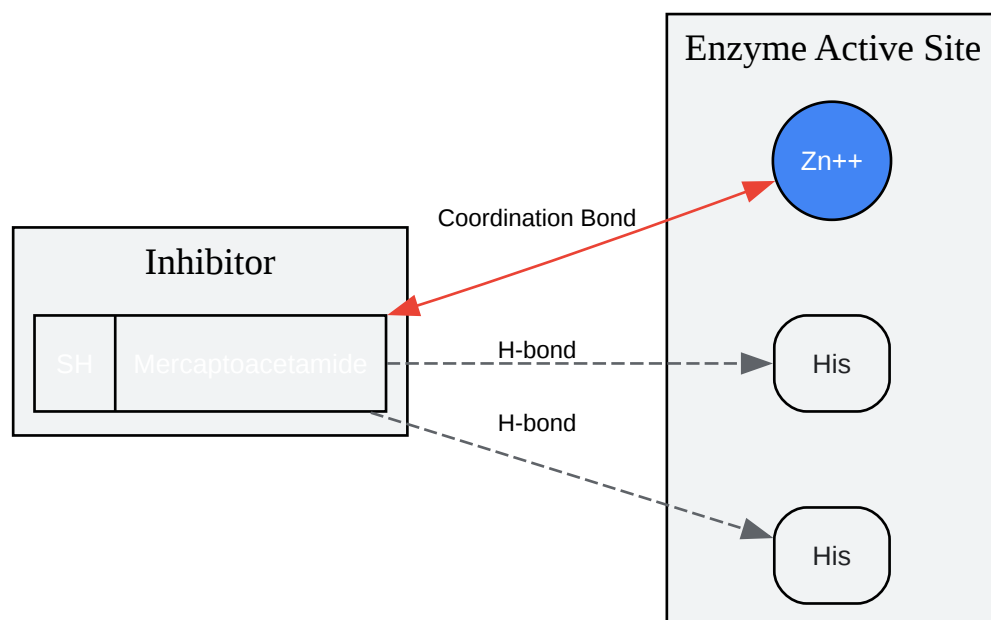 Enzyme Active Site
Zn++
Coordination Bond
Inhibitor
SH
Mercaptoacetamide
H-bond
His
H-bond
His